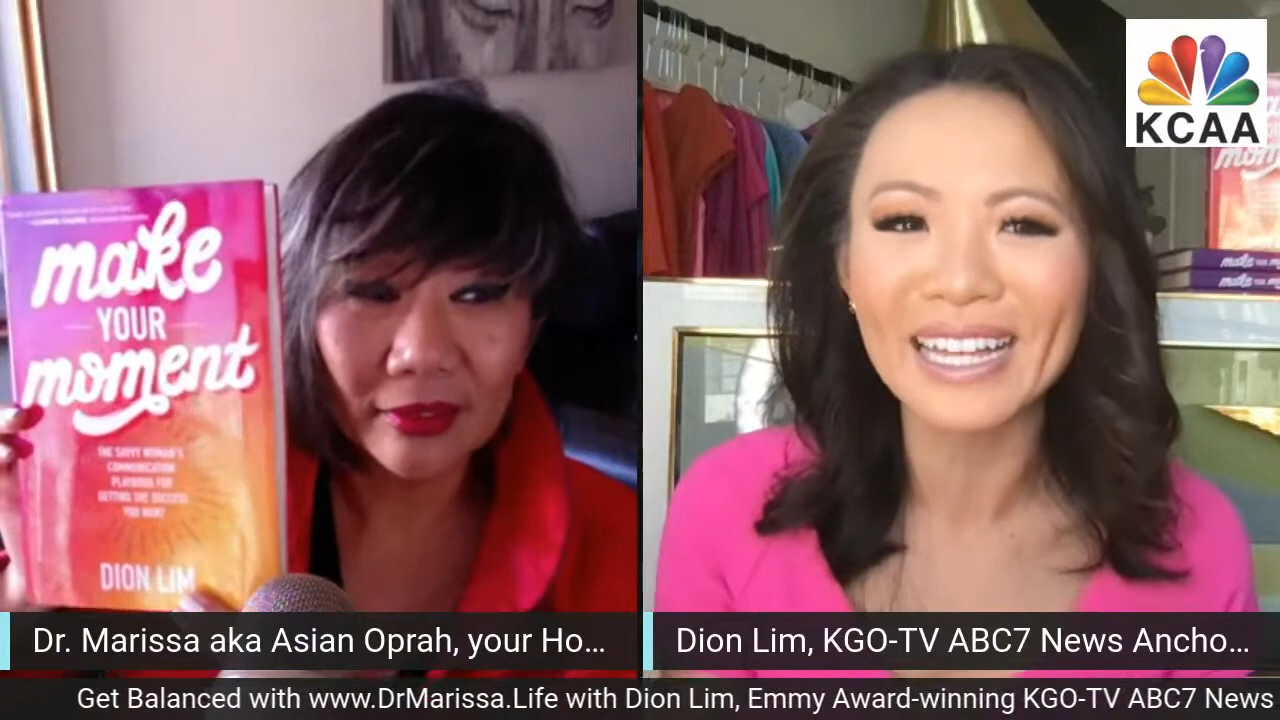 make
YOUR
moment
THE SAVVY WOMAN'S
COMMUNICATION
PLAYBOOK FOR
GETTING THE SUCCESS
YOU WANT
DION LIM
KCAA
make
moment
Dr. Marissa aka Asian Oprah, your Ho...
Dion Lim, KGO-TV ABC7 News Ancho...
Get Balanced with www.DrMarissa.Life with Dion Lim, Emmy Award-winning KGO-TV ABC7 News